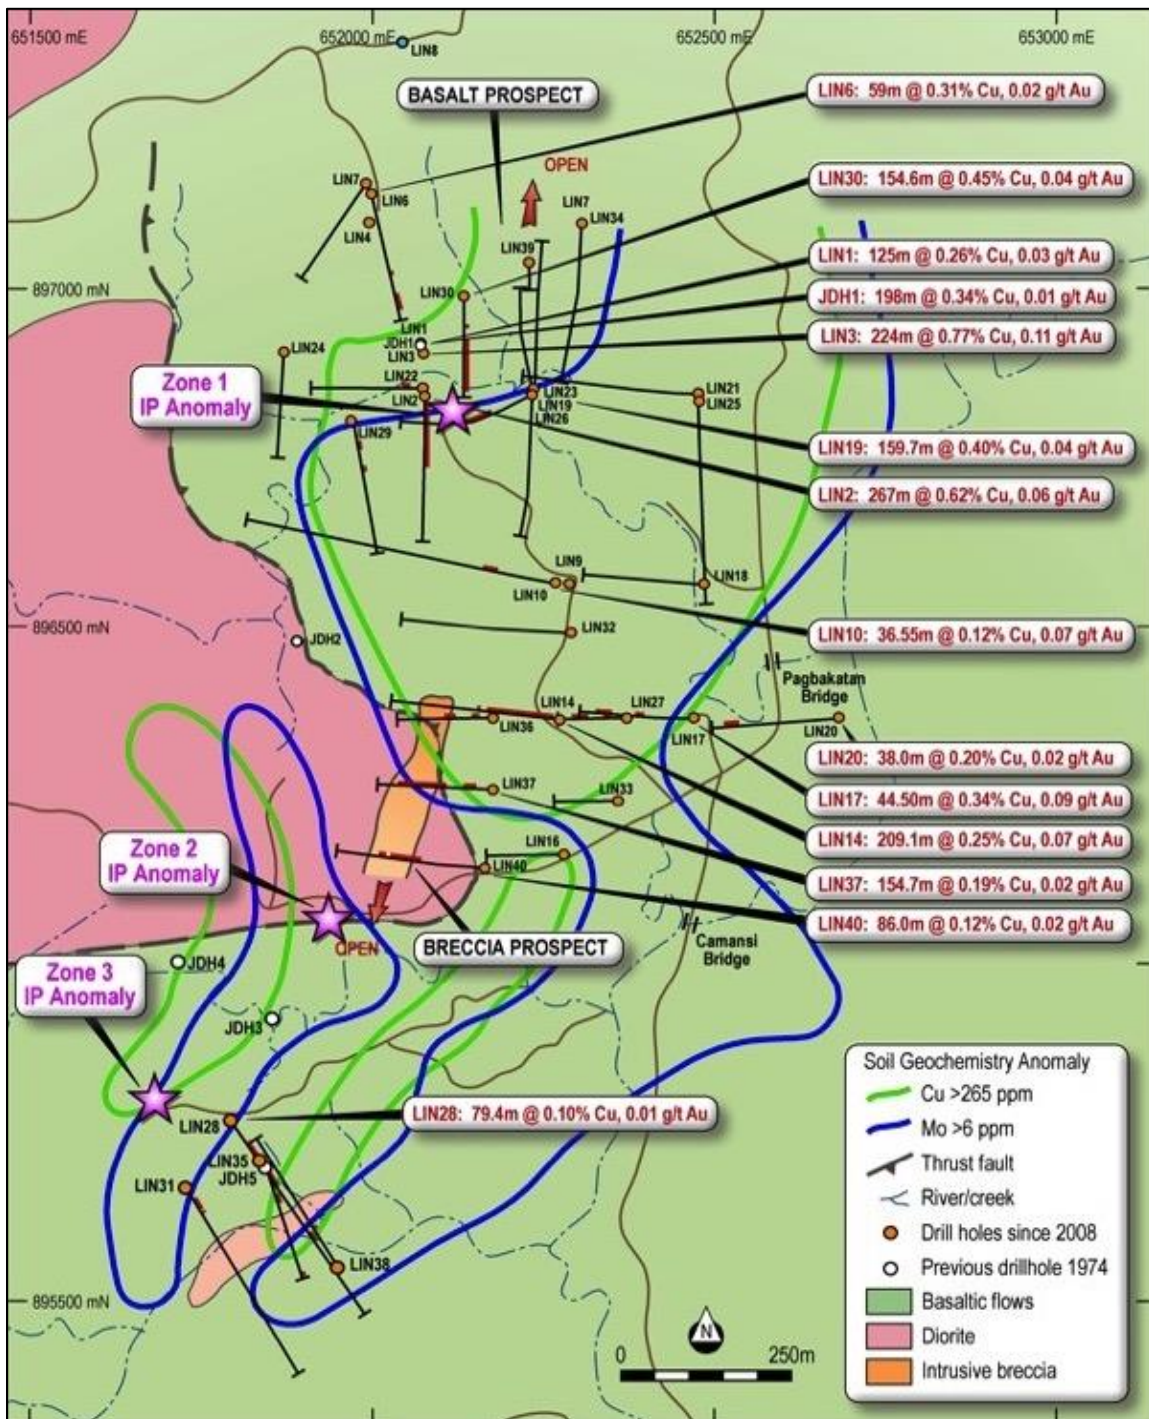 651500 mE
652000 mE
652500 mE
653000 mE
LIN8
BASALT PROSPECT
LIN6: 59m @ 0.31% Cu, 0.02 g/t Au
OPEN
LIN7
LIN6
LIN4
LIN7
LIN34
LIN30: 154.6m @ 0.45% Cu, 0.04 g/t Au
LIN39
LIN1: 125m @ 0.26% Cu, 0.03 g/t Au
897000 mN
LIN30
JDH1: 198m @ 0.34% Cu, 0.01 g/t Au
LIN1
JDH1
LIN3
LIN3: 224m @ 0.77% Cu, 0.11 g/t Au
LIN24
Zone 1
IP Anomaly
LIN22
LIN2
LIN23
LIN19
LIN26
LIN21
LIN25
LIN29
LIN19: 159.7m @ 0.40% Cu, 0.04 g/t Au
LIN2: 267m @ 0.62% Cu, 0.06 g/t Au
LIN9
LIN10
LIN18
896500 mN
JDH2
LIN32
LIN10: 36.55m @ 0.12% Cu, 0.07 g/t Au
Pagbakatan
Bridge
LIN14
LIN27
LIN36
LIN17
LIN20
LIN20: 38.0m @ 0.20% Cu, 0.02 g/t Au
LIN37
LIN33
LIN17: 44.50m @ 0.34% Cu, 0.09 g/t Au
LIN14: 209.1m @ 0.25% Cu, 0.07 g/t Au
Zone 2
IP Anomaly
LIN16
LIN40
LIN37: 154.7m @ 0.19% Cu, 0.02 g/t Au
LIN40: 86.0m @ 0.12% Cu, 0.02 g/t Au
OPEN
BRECCIA PROSPECT
Camansi
Bridge
Zone 3
IP Anomaly
JDH4
JDH3
LIN28
LIN28: 79.4m @ 0.10% Cu, 0.01 g/t Au
LIN35
JDH5
LIN31
LIN38
895500 mN
Soil Geochemistry Anomaly
Cu >265 ppm
Mo >6 ppm
Thrust fault
River/creek
Drill holes since 2008
Previous drillhole 1974
Basaltic flows
Diorite
Intrusive breccia
N
0
250m